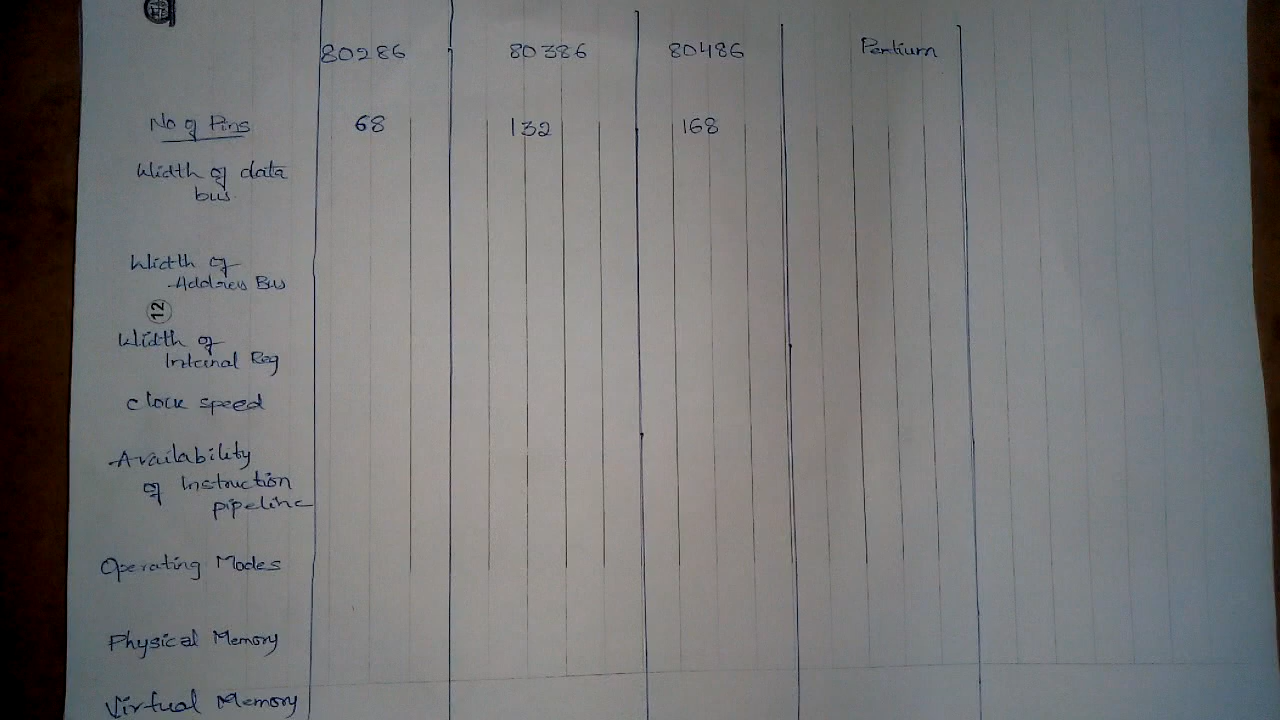 80286 80386 80486 Pentium
No of Pins 68 132 168
Width of data
bus
Width of
Address Bus
12
Width of
Internal Reg
Clock speed
Availability
of Instruction
pipeline
Operating Modes
Physical Memory
Virtual Memory